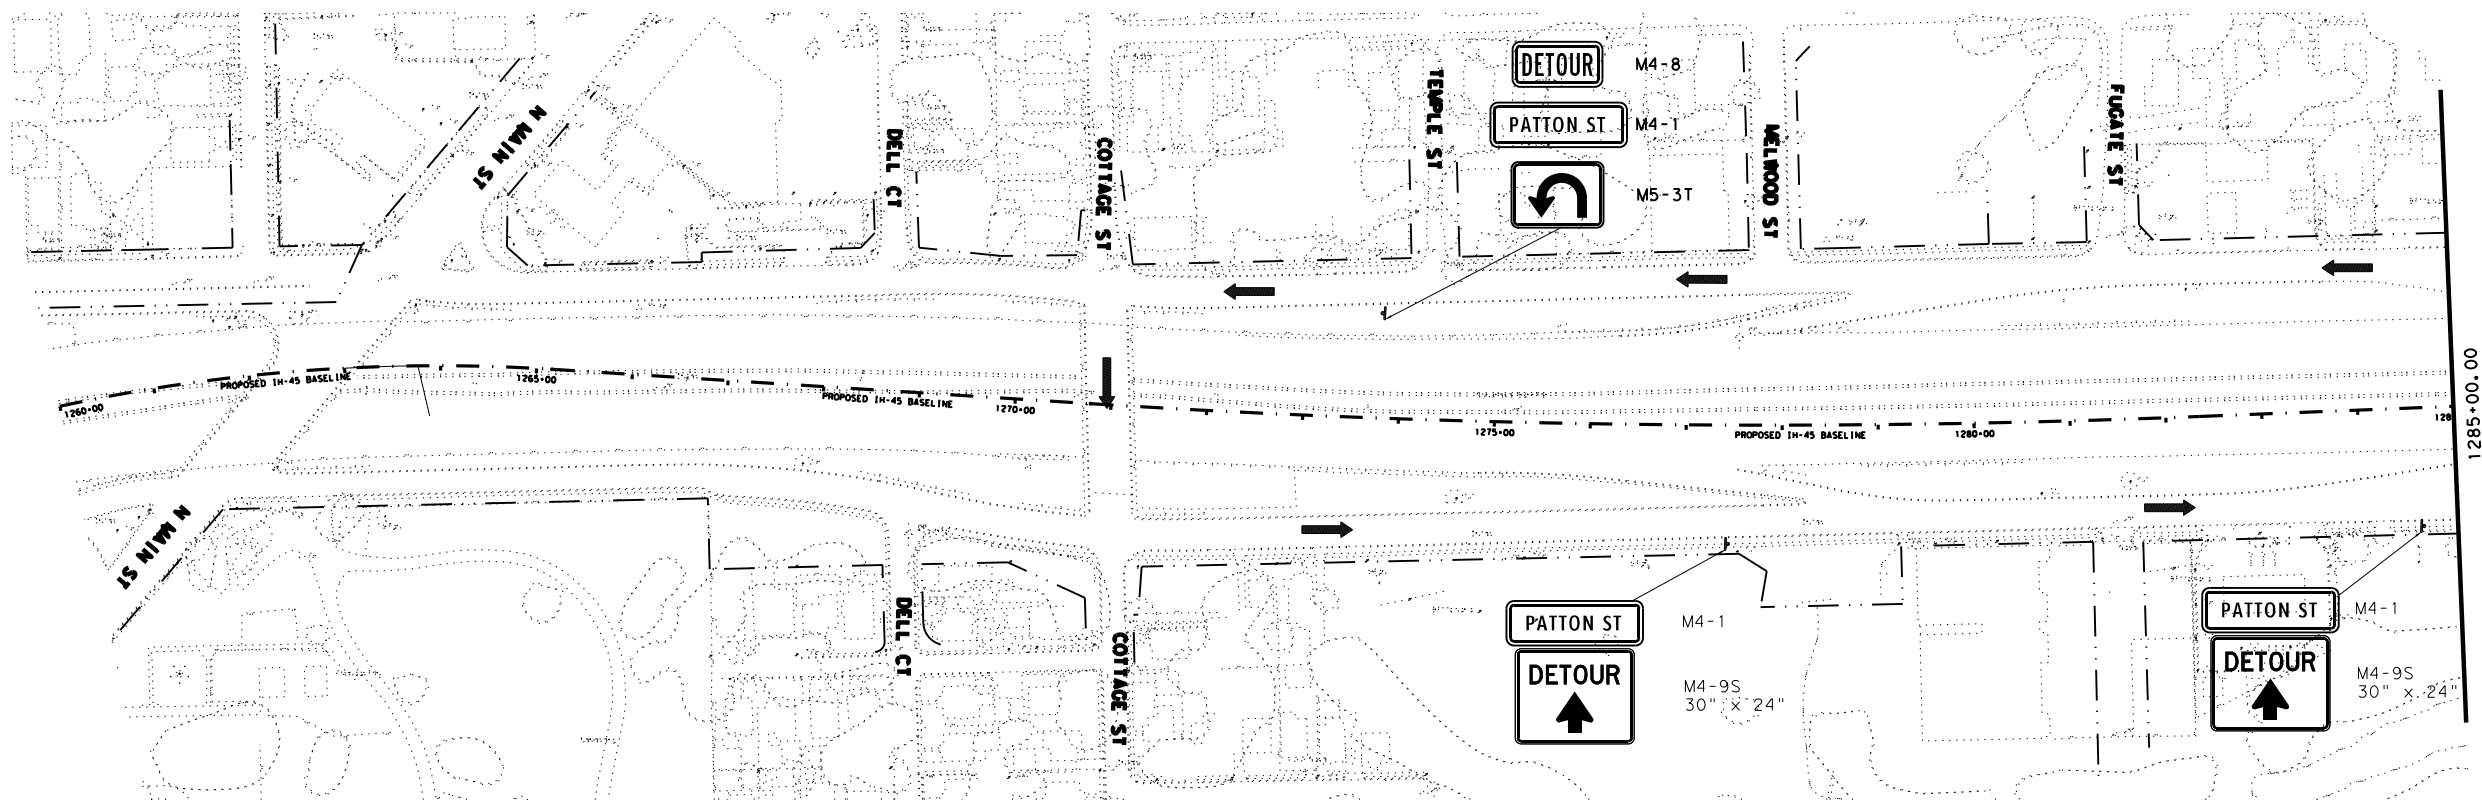 DETOUR
M4-8
PATTON ST
M4-1
M5-3T
N MAIN ST
DELL CT
COTTAGE ST
TEMPLE ST
MELWOOD ST
FUGATE ST
1260+00
PROPOSED IH-45 BASELINE
1265+00
PROPOSED IH-45 BASELINE
1270+00
1275+00
PROPOSED IH-45 BASELINE
1280+00
128
1285+00.00
N MAIN ST
DELL CT
COTTAGE ST
PATTON ST
M4-1
DETOUR
M4-9S
30" x 24"
PATTON ST
M4-1
DETOUR
M4-9S
30" x 24"